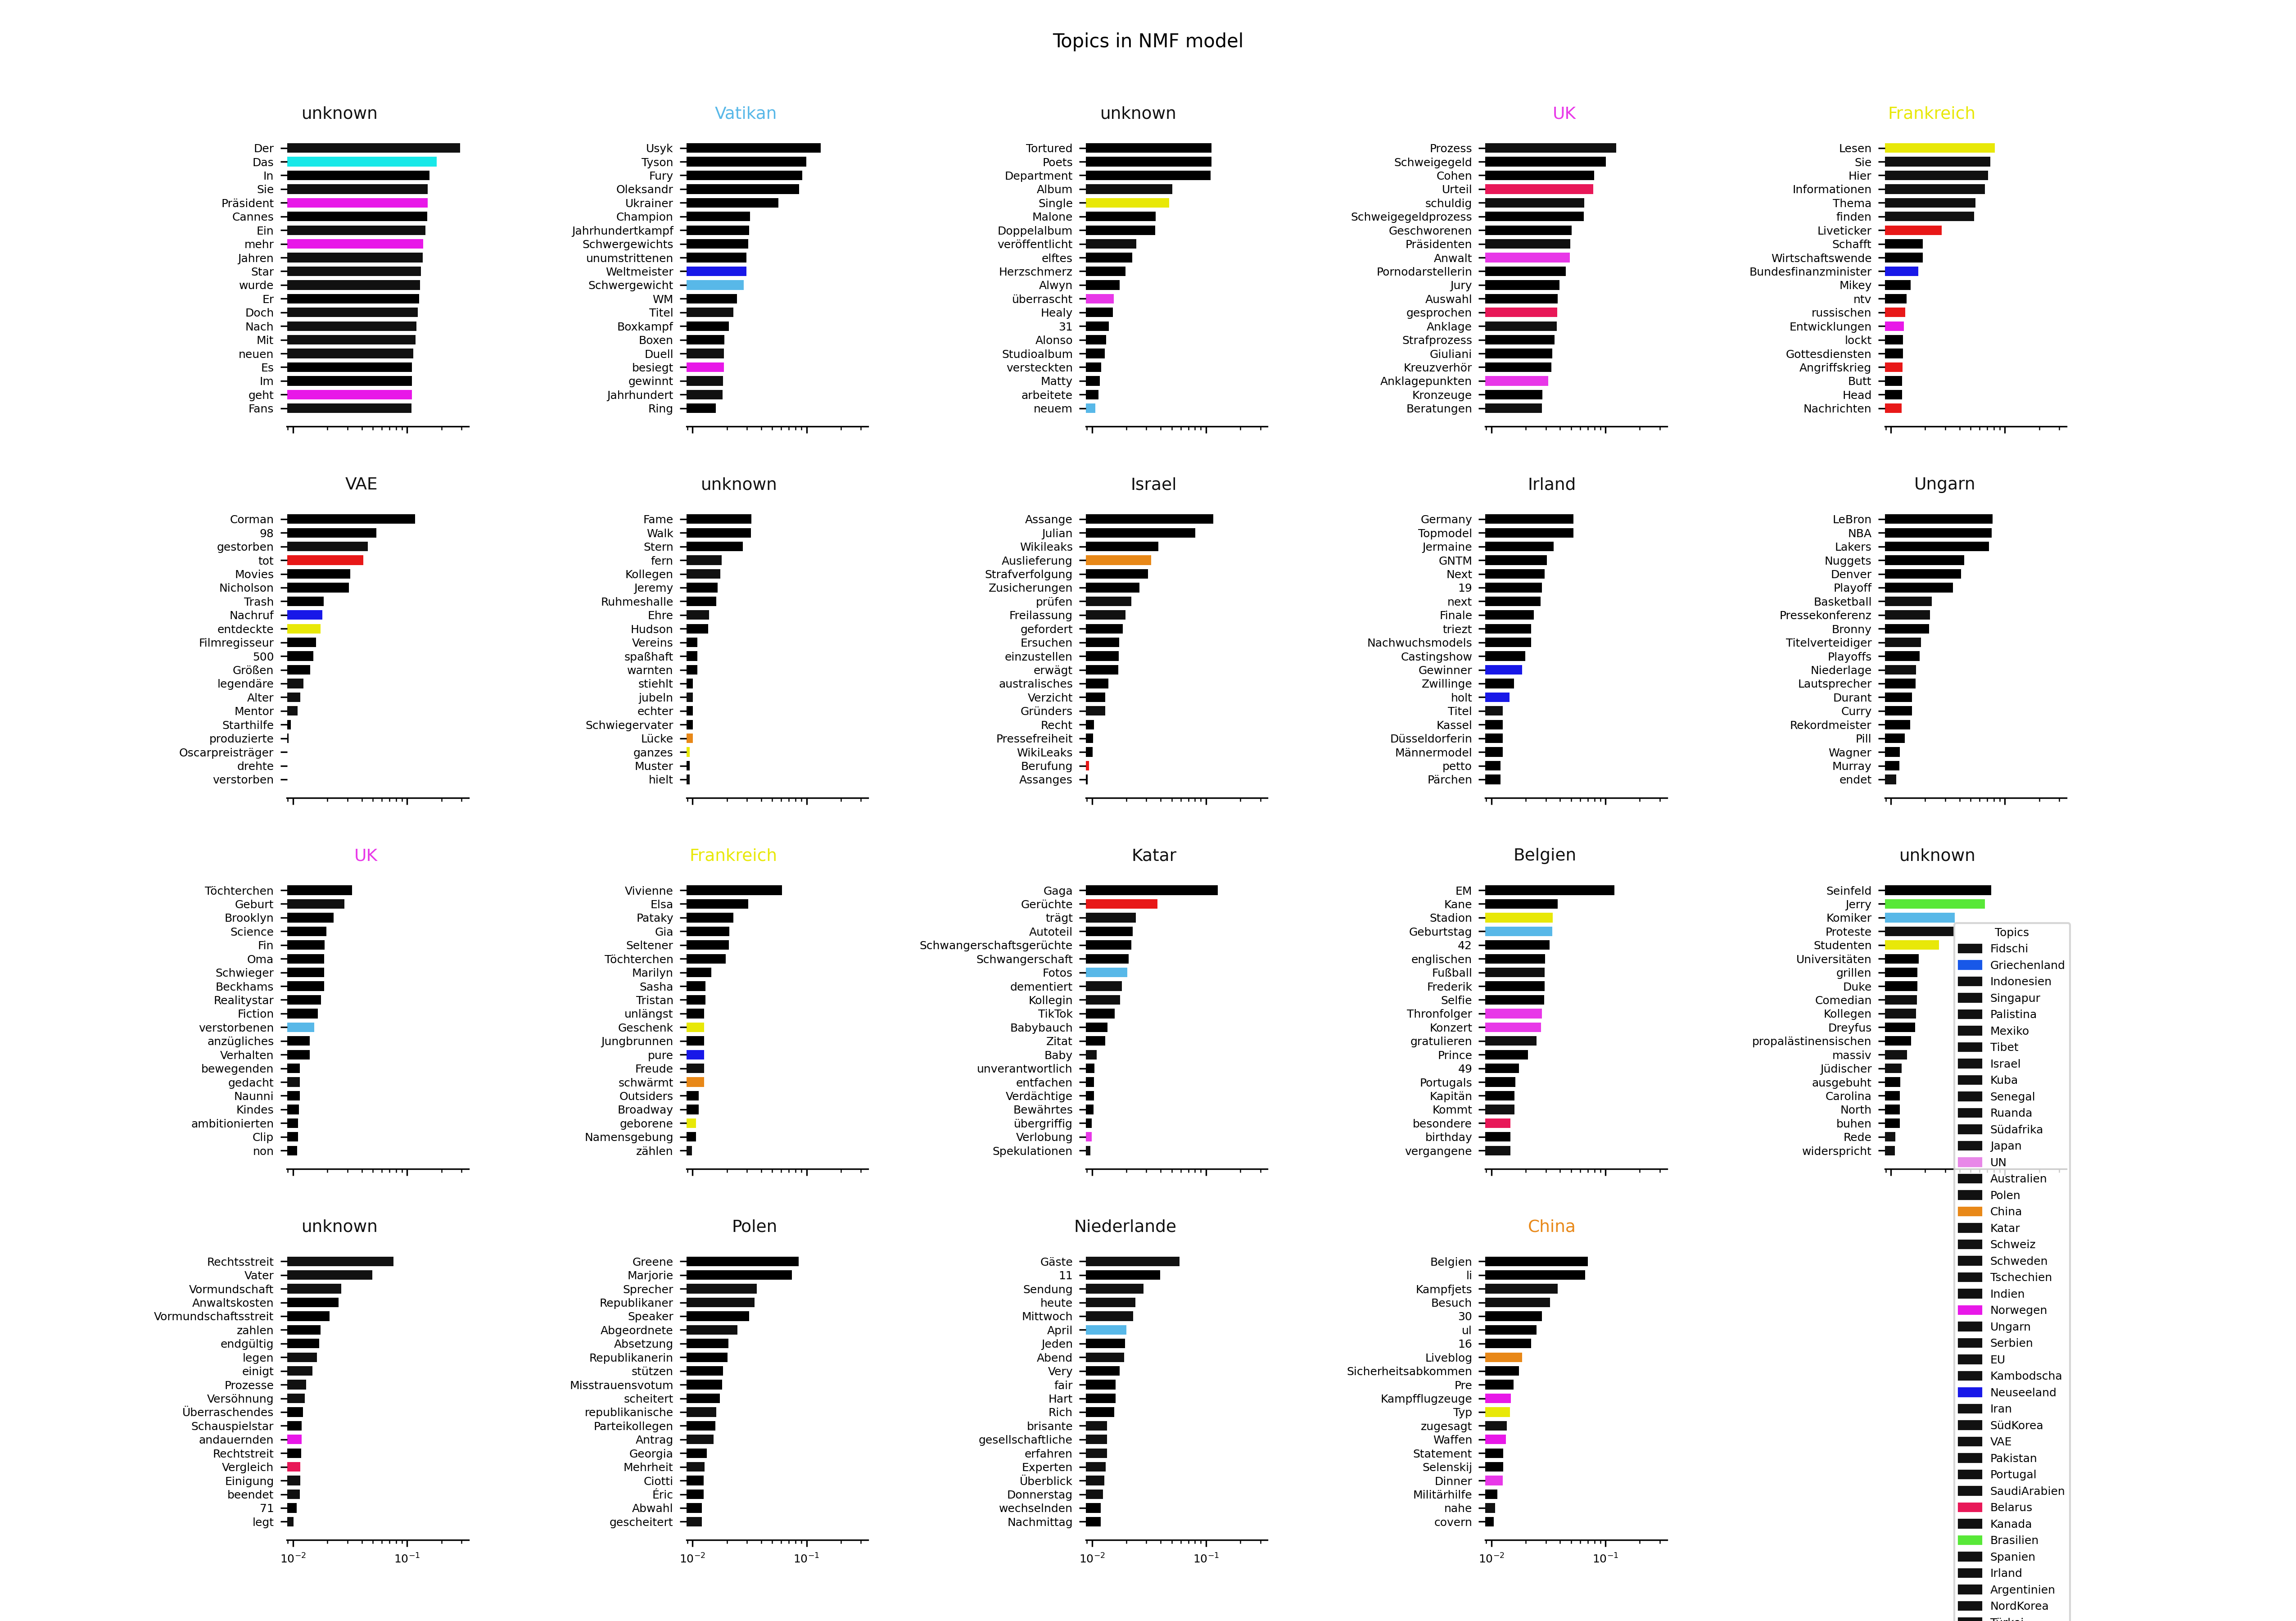 Topics in NMF model
unknown
Der
Das
In
Sie
Präsident
Cannes
Ein
mehr
Jahren
Star
wurde
Er
Doch
Nach
Mit
neuen
Es
Im
geht
Fans
Vatikan
Usyk
Tyson
Fury
Oleksandr
Ukrainer
Champion
Jahrhundertkampf
Schwergewichts
unumstrittenen
Weltmeister
Schwergewicht
WM
Titel
Boxkampf
Boxen
Duell
besiegt
gewinnt
Jahrhundert
Ring
unknown
Tortured
Poets
Department
Album
Single
Malone
Doppelalbum
veröffentlicht
elftes
Herzschmerz
Alwyn
überrascht
Healy
31
Alonso
Studioalbum
versteckten
Matty
arbeitete
neuem
UK
Prozess
Schweigegeld
Cohen
Urteil
schuldig
Schweigegeldprozess
Geschworenen
Präsidenten
Anwalt
Pornodarstellerin
Jury
Auswahl
gesprochen
Anklage
Strafprozess
Giuliani
Kreuzverhör
Anklagepunkten
Kronzeuge
Beratungen
Frankreich
Lesen
Sie
Hier
Informationen
Thema
finden
Liveticker
Schafft
Wirtschaftswende
Bundesfinanzminister
Mikey
ntv
russischen
Entwicklungen
lockt
Gottesdiensten
Angriffskrieg
Butt
Head
Nachrichten
VAE
Corman
98
gestorben
tot
Movies
Nicholson
Trash
Nachruf
entdeckte
Filmregisseur
500
Größen
legendäre
Alter
Mentor
Starthilfe
produzierte
Oscarpreisträger
drehte
verstorben
unknown
Fame
Walk
Stern
fern
Kollegen
Jeremy
Ruhmeshalle
Ehre
Hudson
Vereins
spaßhaft
warnten
stiehlt
jubeln
echter
Schwiegervater
Lücke
ganzes
Muster
hielt
Israel
Assange
Julian
Wikileaks
Auslieferung
Strafverfolgung
Zusicherungen
prüfen
Freilassung
gefordert
Ersuchen
einzustellen
erwägt
australisches
Verzicht
Gründers
Recht
Pressefreiheit
WikiLeaks
Berufung
Assanges
Irland
Germany
Topmodel
Jermaine
GNTM
Next
19
next
Finale
triezt
Nachwuchsmodels
Castingshow
Gewinner
Zwillinge
holt
Titel
Kassel
Düsseldorferin
Männermodel
petto
Pärchen
Ungarn
LeBron
NBA
Lakers
Nuggets
Denver
Playoff
Basketball
Pressekonferenz
Bronny
Titelverteidiger
Playoffs
Niederlage
Lautsprecher
Durant
Curry
Rekordmeister
Pill
Wagner
Murray
endet
UK
Töchterchen
Geburt
Brooklyn
Science
Fin
Oma
Schwieger
Beckhams
Realitystar
Fiction
verstorbenen
anzügliches
Verhalten
bewegenden
gedacht
Naunni
Kindes
ambitionierten
Clip
non
Frankreich
Vivienne
Elsa
Pataky
Gia
Seltener
Töchterchen
Marilyn
Sasha
Tristan
unlängst
Geschenk
Jungbrunnen
pure
Freude
schwärmt
Outsiders
Broadway
geborene
Namensgebung
zählen
Katar
Gaga
Gerüchte
trägt
Autoteil
Schwangerschaftsgerüchte
Schwangerschaft
Fotos
dementiert
Kollegin
TikTok
Babybauch
Zitat
Baby
unverantwortlich
entfachen
Verdächtige
Bewährtes
übergriffig
Verlobung
Spekulationen
Belgien
EM
Kane
Stadion
Geburtstag
42
englischen
Fußball
Frederik
Selfie
Thronfolger
Konzert
gratulieren
Prince
49
Portugals
Kapitän
Kommt
besondere
birthday
vergangene
unknown
Seinfeld
Jerry
Komiker
Proteste
Studenten
Universitäten
grillen
Duke
Comedian
Kollegen
Dreyfus
propalästinensischen
massiv
Jüdischer
ausgebuht
Carolina
North
buhen
Rede
widerspricht
unknown
Rechtsstreit
Vater
Vormundschaft
Anwaltskosten
Vormundschaftsstreit
zahlen
endgültig
legen
einigt
Prozesse
Versöhnung
Überraschendes
Schauspielstar
andauernden
Rechtstreit
Vergleich
Einigung
beendet
71
legt
10⁻² 10⁻¹
Polen
Greene
Marjorie
Sprecher
Republikaner
Speaker
Abgeordnete
Absetzung
Republikanerin
stützen
Misstrauensvotum
scheitert
republikanische
Parteikollegen
Antrag
Georgia
Mehrheit
Ciotti
Éric
Abwahl
gescheitert
10⁻² 10⁻¹
Niederlande
Gäste
11
Sendung
heute
Mittwoch
April
Jeden
Abend
Very
fair
Hart
Rich
brisante
gesellschaftliche
erfahren
Experten
Überblick
Donnerstag
wechselnden
Nachmittag
10⁻² 10⁻¹
China
Belgien
li
Kampfjets
Besuch
30
ul
16
Liveblog
Sicherheitsabkommen
Pre
Kampfflugzeuge
Typ
zugesagt
Waffen
Statement
Selenskij
Dinner
Militärhilfe
nahe
covern
10⁻² 10⁻¹
Topics
Fidschi
Griechenland
Indonesien
Singapur
Palistina
Mexiko
Tibet
Israel
Kuba
Senegal
Ruanda
Südafrika
Japan
UN
Australien
Polen
China
Katar
Schweiz
Schweden
Tschechien
Indien
Norwegen
Ungarn
Serbien
EU
Kambodscha
Neuseeland
Iran
SüdKorea
VAE
Pakistan
Portugal
SaudiArabien
Belarus
Kanada
Brasilien
Spanien
Irland
Argentinien
NordKorea